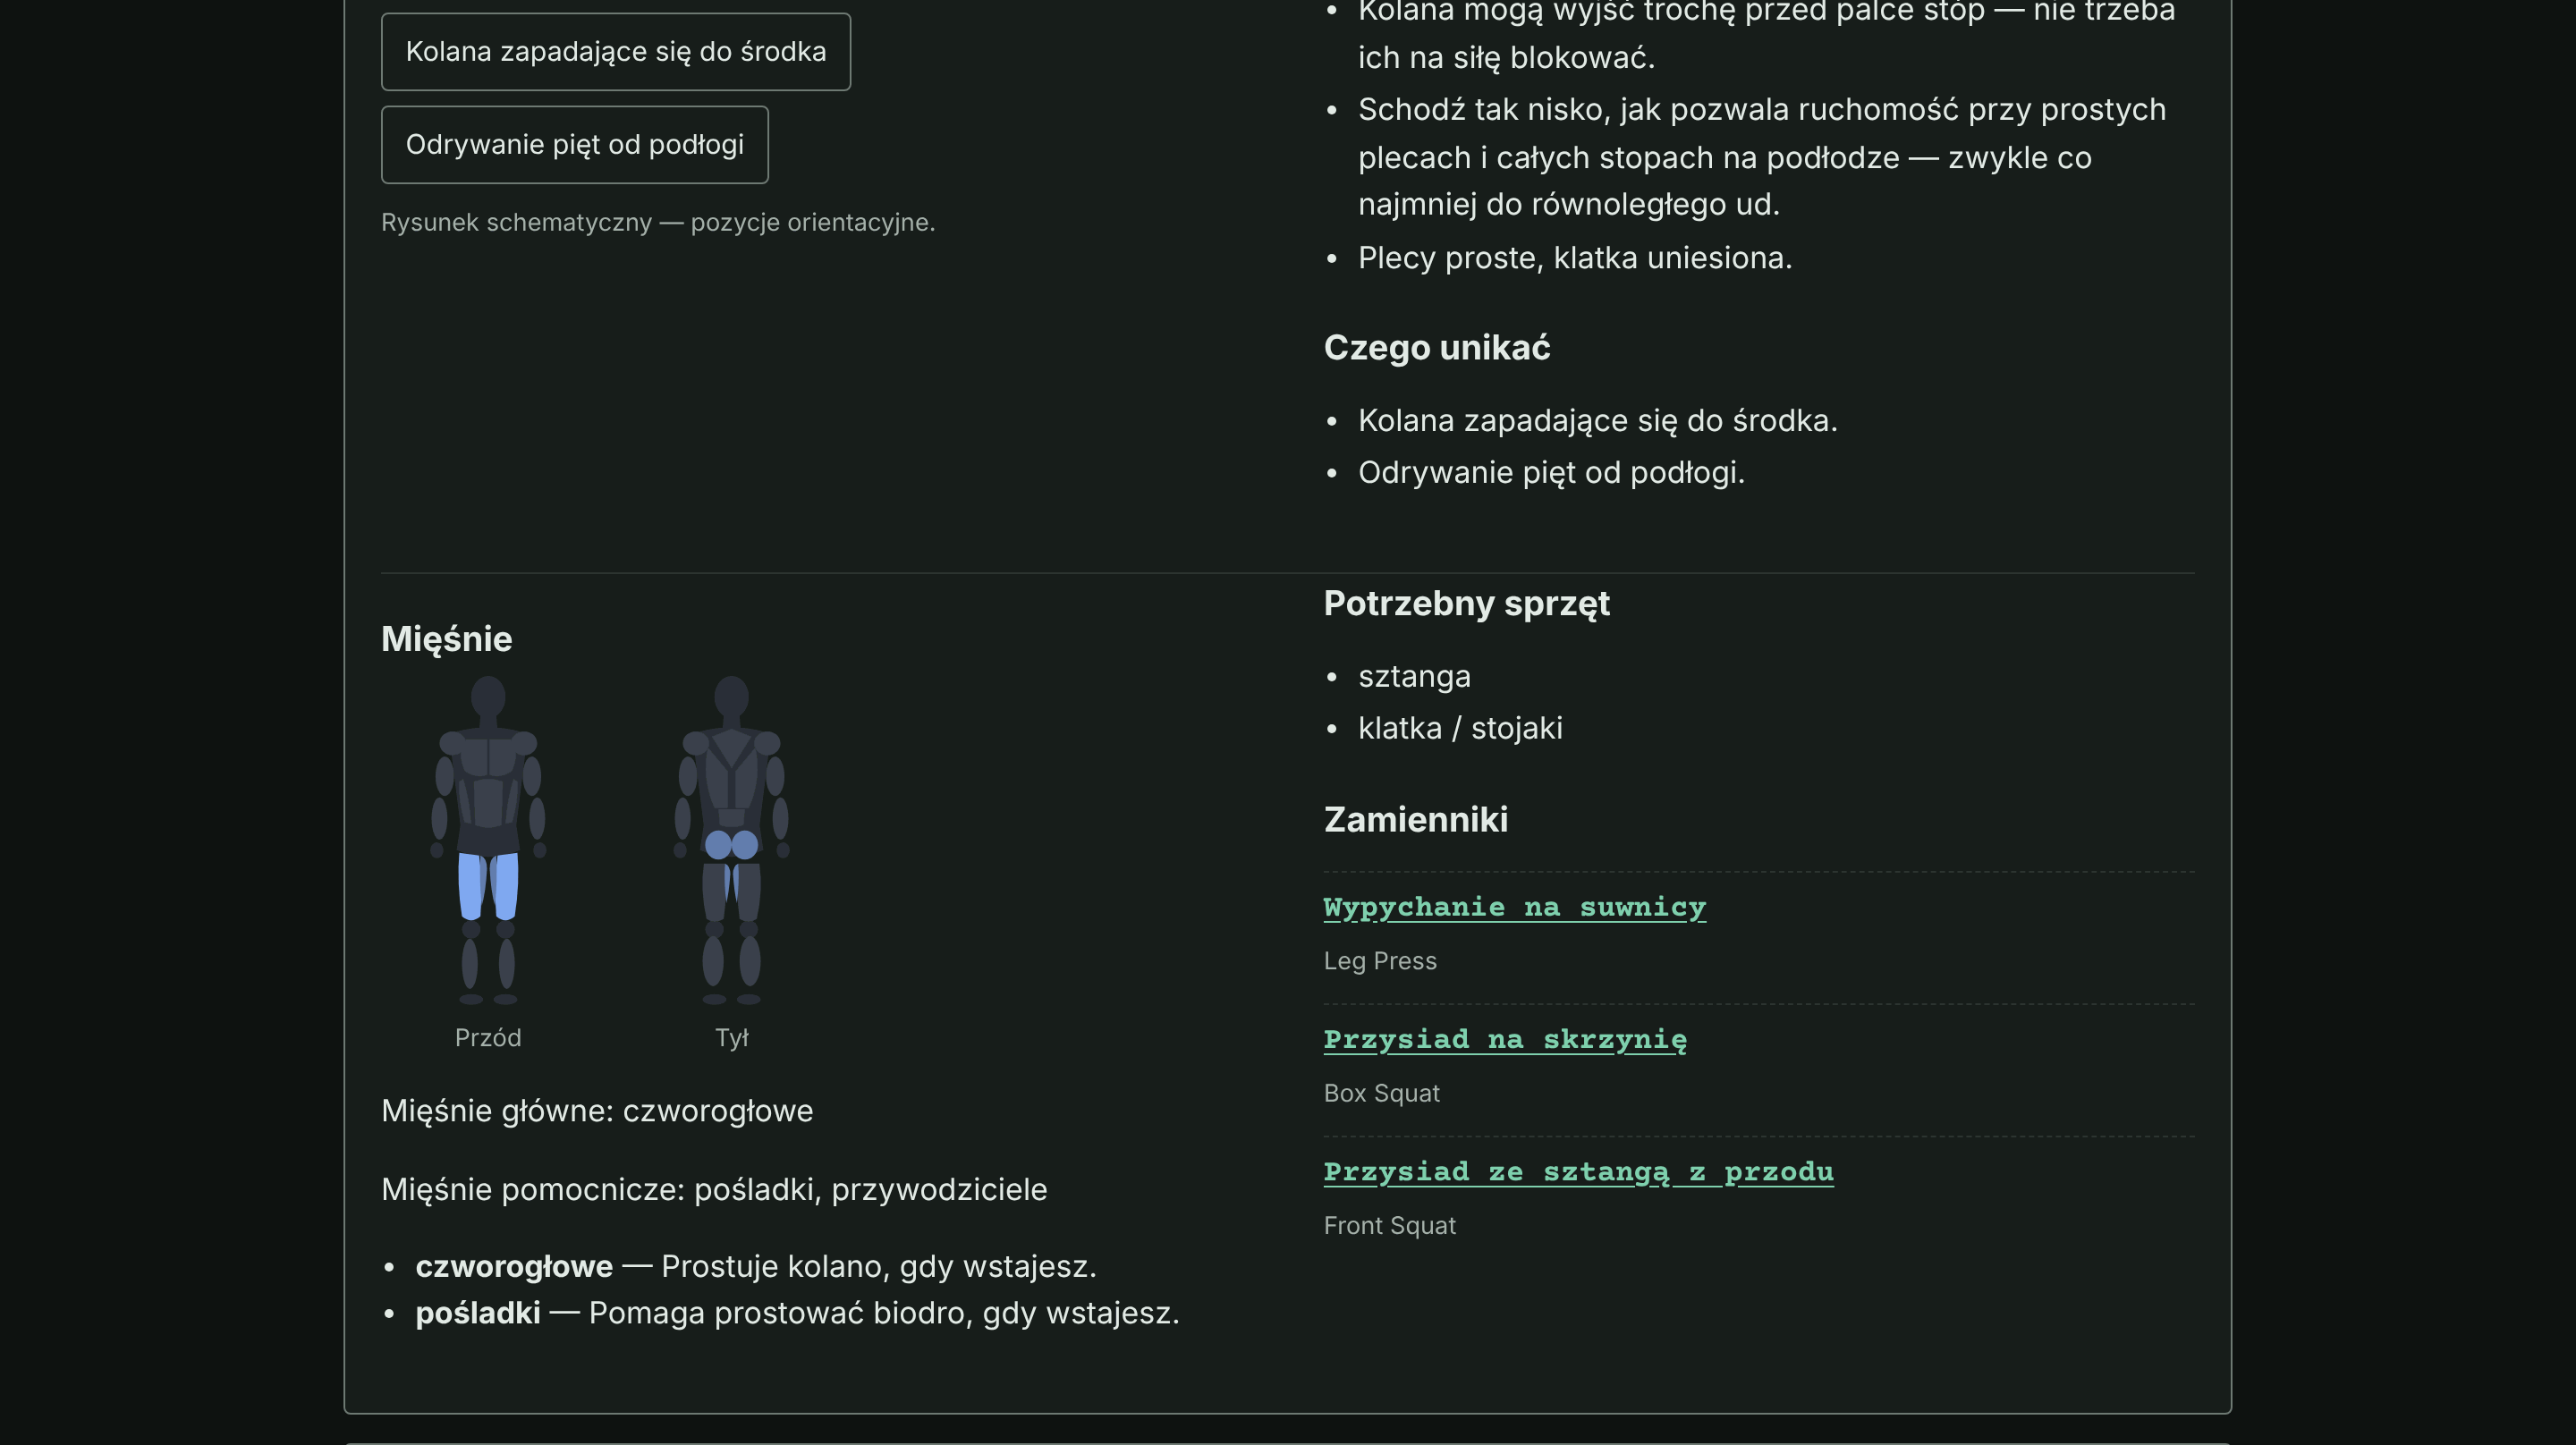 Kolana zapadające się do środka
Odrywanie pięt od podłogi
Rysunek schematyczny — pozycje orientacyjne.
Kolana mogą wyjść trochę przed palce stóp — nie trzeba
ich na siłę blokować.
Schodź tak nisko, jak pozwala ruchomość przy prostych
plecach i całych stopach na podłodze — zwykle co
najmniej do równoległego ud.
Plecy proste, klatka uniesiona.
Czego unikać
Kolana zapadające się do środka.
Odrywanie pięt od podłogi.
Mięśnie
Przód
Tył
Mięśnie główne: czworogłowe
Mięśnie pomocnicze: pośladki, przywodziciele
czworogłowe — Prostuje kolano, gdy wstajesz.
pośladki — Pomaga prostować biodro, gdy wstajesz.
Potrzebny sprzęt
sztanga
klatka / stojaki
Zamienniki
Wypychanie na suwnicy
Leg Press
Przysiad na skrzynię
Box Squat
Przysiad ze sztangą z przodu
Front Squat